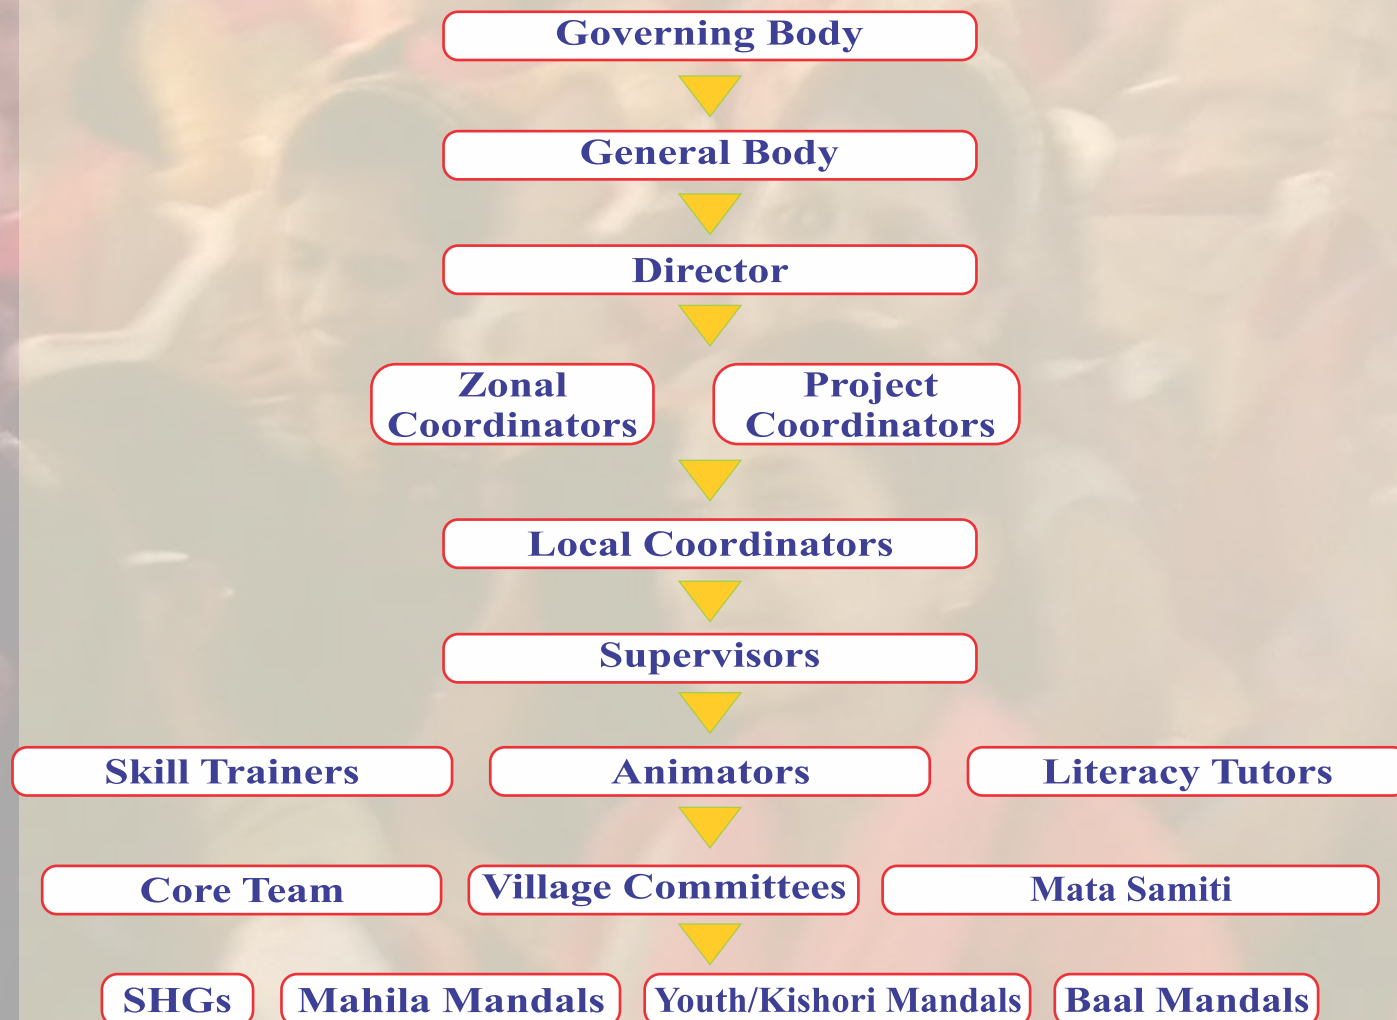 Governing Body
General Body
Director
Zonal
Coordinators
Project
Coordinators
Local Coordinators
Supervisors
Skill Trainers
Animators
Literacy Tutors
Core Team
Village Committees
Mata Samiti
SHGs
Mahila Mandals
Youth/Kishori Mandals
Baal Mandals